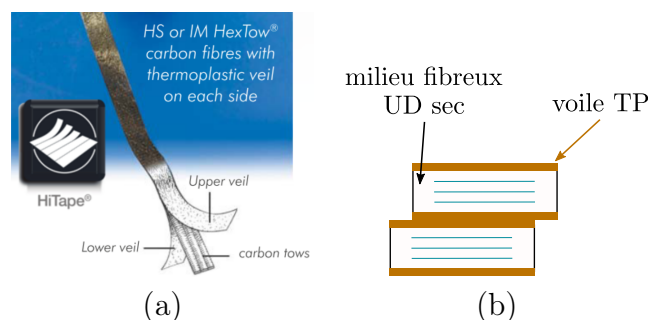 HS or IM HexTow®
carbon fibres with
thermoplastic veil
on each side
HiTape®
Upper veil
Lower veil
carbon tows
(a)
milieu fibreux
UD sec
voile TP
(b)